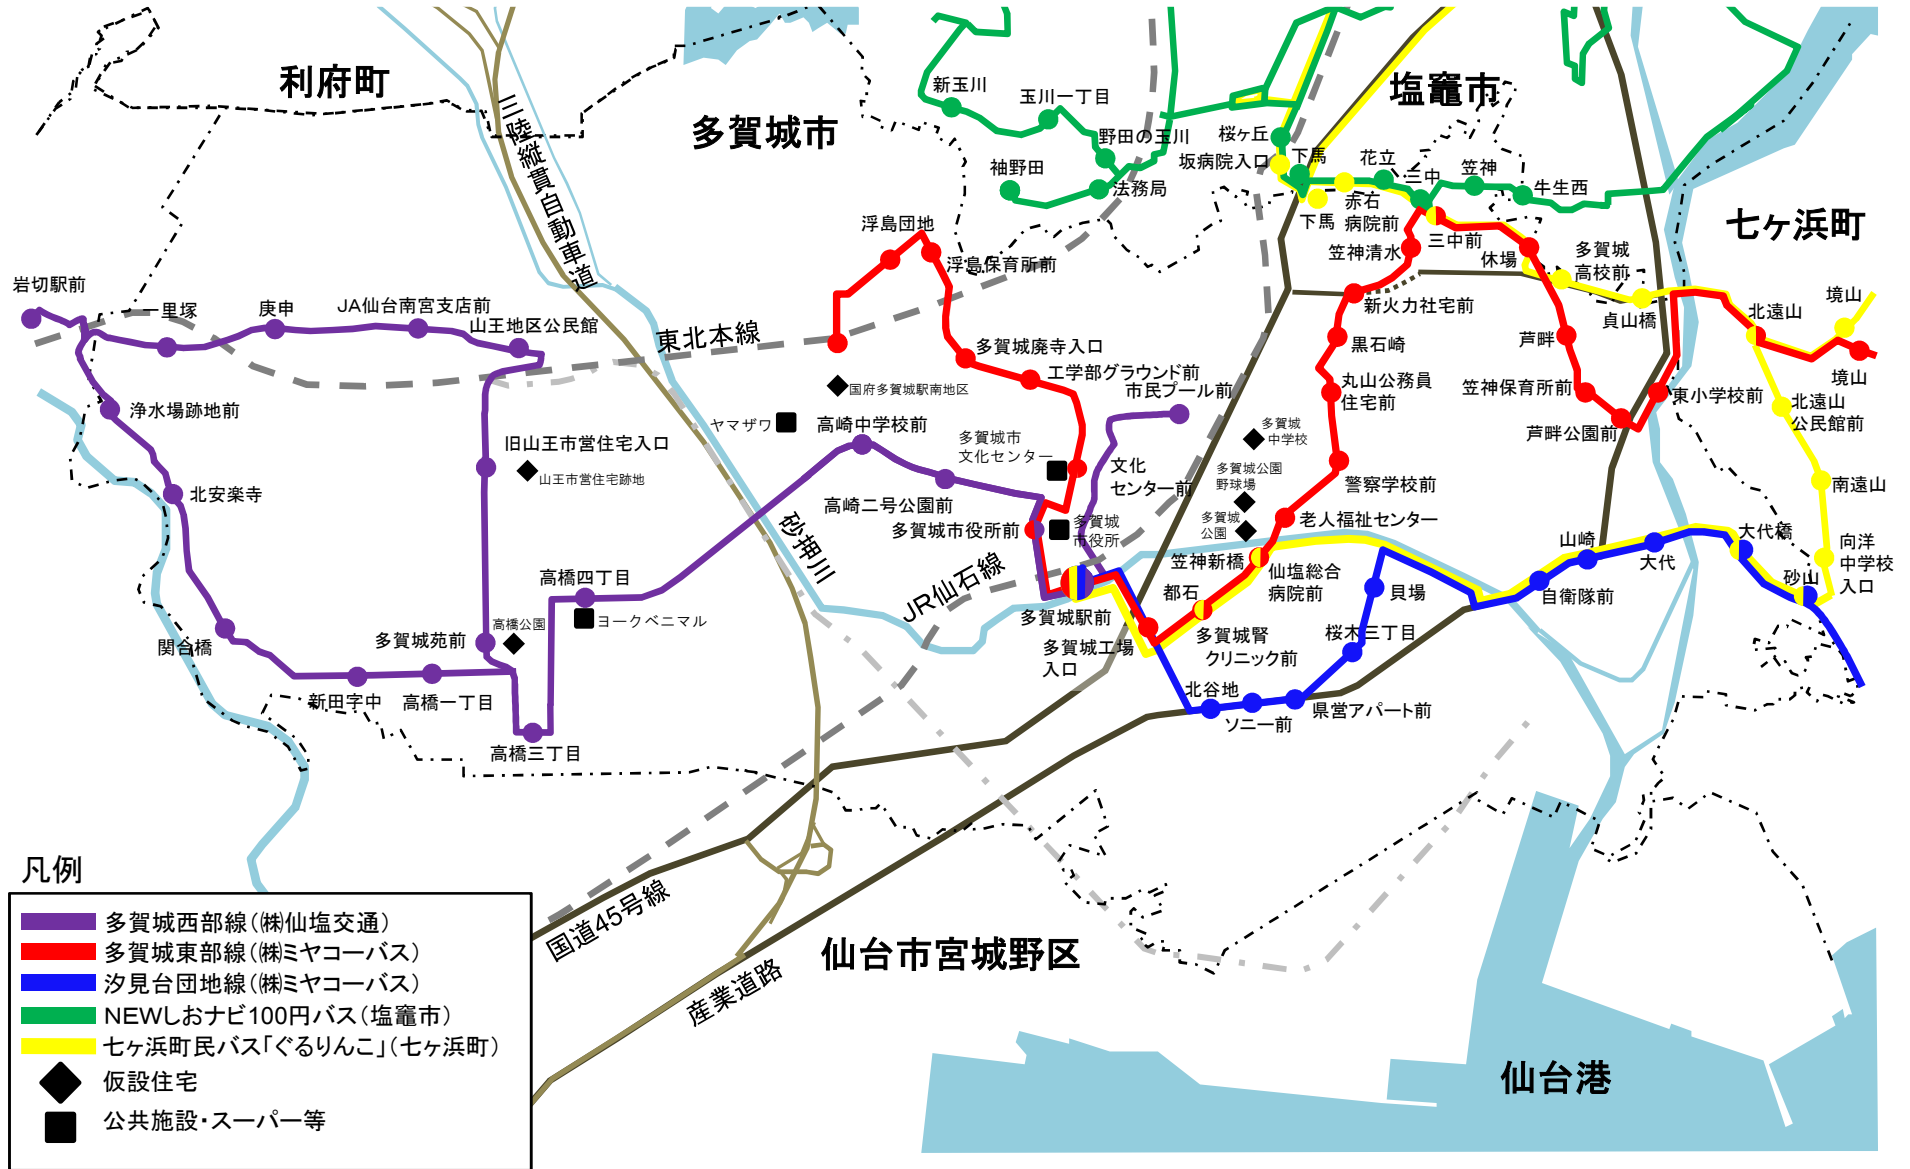 利府町
多賀城市
塩竈市
七ヶ浜町
三陸縦貫自動車道
新玉川
玉川一丁目
野田の玉川
袖野田
法務局
桜ヶ丘
坂病院入口
下馬
下馬
花立
赤石
病院前
三中
笠神
牛生西
三中前
笠神清水
休場
多賀城
高校前
新火力社宅前
貞山橋
北遠山
境山
境山
浮島団地
浮島保育所前
岩切駅前
一里塚
庚申
JA仙台南宮支店前
山王地区公民館
東北本線
多賀城廃寺入口
工学部グラウンド前
市民プール前
国府多賀城駅南地区
ヤマザワ
高崎中学校前
多賀城市
文化センター
文化
センター前
黒石崎
丸山公務員
住宅前
芦畔
笠神保育所前
芦畔公園前
東小学校前
北遠山
公民館前
南遠山
浄水場跡地前
旧山王市営住宅入口
山王市営住宅跡地
北安楽寺
高崎二号公園前
多賀城市役所前
多賀城
市役所
多賀城
中学校
多賀城公園
野球場
多賀城
公園
警察学校前
老人福祉センター
砂押川
JR仙石線
笠神新橋
仙塩総合
病院前
都石
多賀城腎
クリニック前
多賀城駅前
多賀城工場
入口
貝場
桜木三丁目
山崎
自衛隊前
大代
大代橋
砂山
向洋
中学校
入口
高橋四丁目
ヨークベニマル
高橋公園
多賀城苑前
関合橋
新田字中
高橋一丁目
高橋三丁目
北谷地
ソニー前
県営アパート前
国道45号線
産業道路
仙台市宮城野区
仙台港
凡例
多賀城西部線(㈱仙塩交通)
多賀城東部線(㈱ミヤコーバス)
汐見台団地線(㈱ミヤコーバス)
NEWしおナビ100円バス(塩竈市)
七ヶ浜町民バス「ぐるりんこ」(七ヶ浜町)
仮設住宅
公共施設・スーパー等